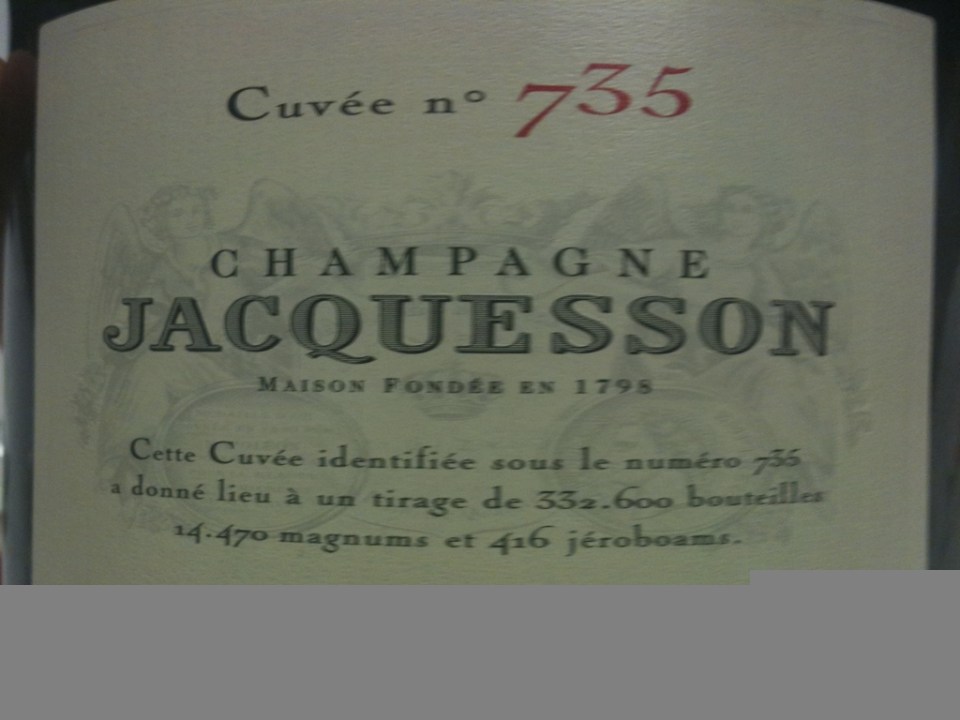 Cuvée nº 735
CHAMPAGNE
JACQUESSON
MAISON FONDÉE EN 1798
Cette Cuvée identifiée sous le numéro 735
a donné lieu à un tirage de 332.600 bouteilles
14.470 magnums et 416 jéroboams.